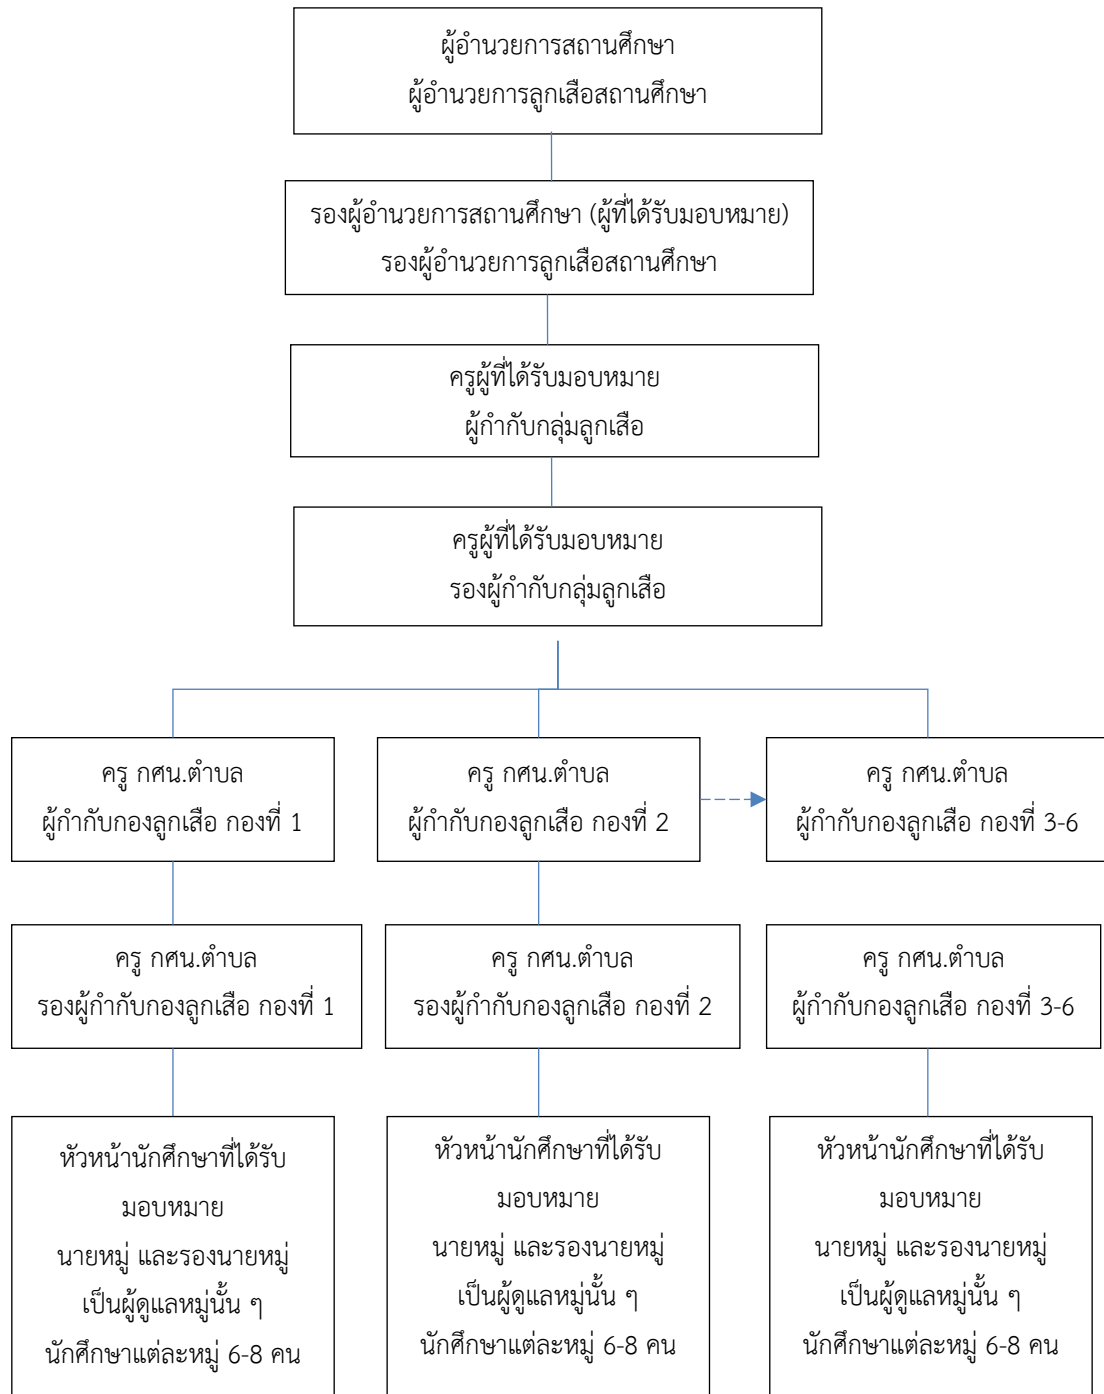 ผู้อำนวยการสถานศึกษา
ผู้อำนวยการลูกเสือสถานศึกษา
รองผู้อำนวยการสถานศึกษา (ผู้ที่ได้รับมอบหมาย)
รองผู้อำนวยการลูกเสือสถานศึกษา
ครูผู้ที่ได้รับมอบหมาย
ผู้กำกับกลุ่มลูกเสือ
ครูผู้ที่ได้รับมอบหมาย
รองผู้กำกับกลุ่มลูกเสือ
ครู กศน.ตำบล
ผู้กำกับกองลูกเสือ กองที่ 1
ครู กศน.ตำบล
ผู้กำกับกองลูกเสือ กองที่ 2
ครู กศน.ตำบล
ผู้กำกับกองลูกเสือ กองที่ 3-6
ครู กศน.ตำบล
รองผู้กำกับกองลูกเสือ กองที่ 1
ครู กศน.ตำบล
รองผู้กำกับกองลูกเสือ กองที่ 2
ครู กศน.ตำบล
ผู้กำกับกองลูกเสือ กองที่ 3-6
หัวหน้านักศึกษาที่ได้รับ
มอบหมาย
นายหมู่ และรองนายหมู่
เป็นผู้ดูแลหมู่นั้น ๆ
นักศึกษาแต่ละหมู่ 6-8 คน
หัวหน้านักศึกษาที่ได้รับ
มอบหมาย
นายหมู่ และรองนายหมู่
เป็นผู้ดูแลหมู่นั้น ๆ
นักศึกษาแต่ละหมู่ 6-8 คน
หัวหน้านักศึกษาที่ได้รับ
มอบหมาย
นายหมู่ และรองนายหมู่
เป็นผู้ดูแลหมู่นั้น ๆ
นักศึกษาแต่ละหมู่ 6-8 คน